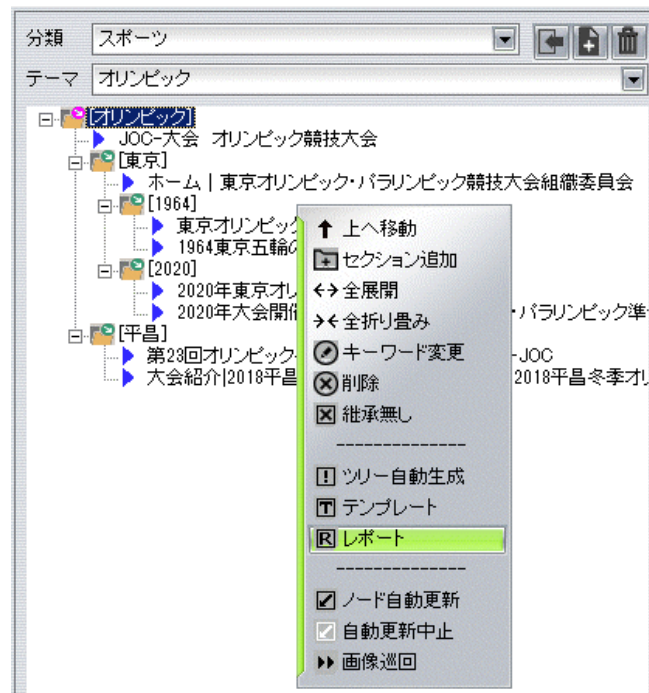 分類 スポーツ
テーマ オリンピック
[オリンピック]
JOC-大会 オリンピック競技大会
[東京]
ホーム | 東京オリンピック・パラリンピック競技大会組織委員会
[1964]
東京オリンピック
1964東京五輪の
[2020]
2020年東京オリ
2020年大会開催 ・パラリンピック準
[平昌]
第23回オリンピック -JOC
大会紹介|2018平昌 2018平昌冬季オリ
上へ移動
セクション追加
全展開
全折り畳み
キーワード変更
削除
継承無し
--------------
ツリー自動生成
テンプレート
レポート
--------------
ノード自動更新
自動更新中止
画像巡回